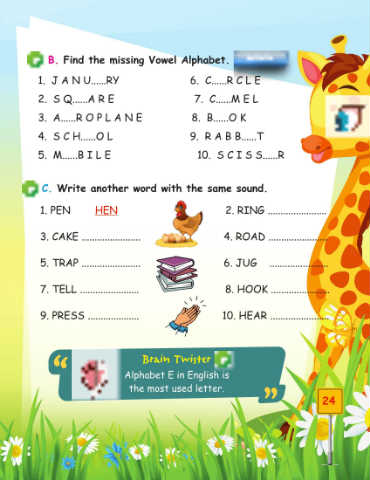 B. Find the missing Vowel Alphabet.
1. J A N U......RY
6. C......R C L E
2. S Q......A R E
7. C......M E L
3. A......R O P L A N E
8. B......O K
4. S C H......O L
9. R A B B......T
5. M......B I L E
10. S C I S S......R
C. Write another word with the same sound.
1. PEN HEN
2. RING ......................
3. CAKE ......................
4. ROAD ......................
5. TRAP ......................
6. JUG ......................
7. TELL ......................
8. HOOK ......................
9. PRESS ......................
10. HEAR ......................
Brain Twister
Alphabet E in English is
the most used letter.
24